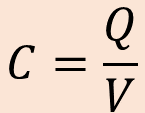 C = Q/V